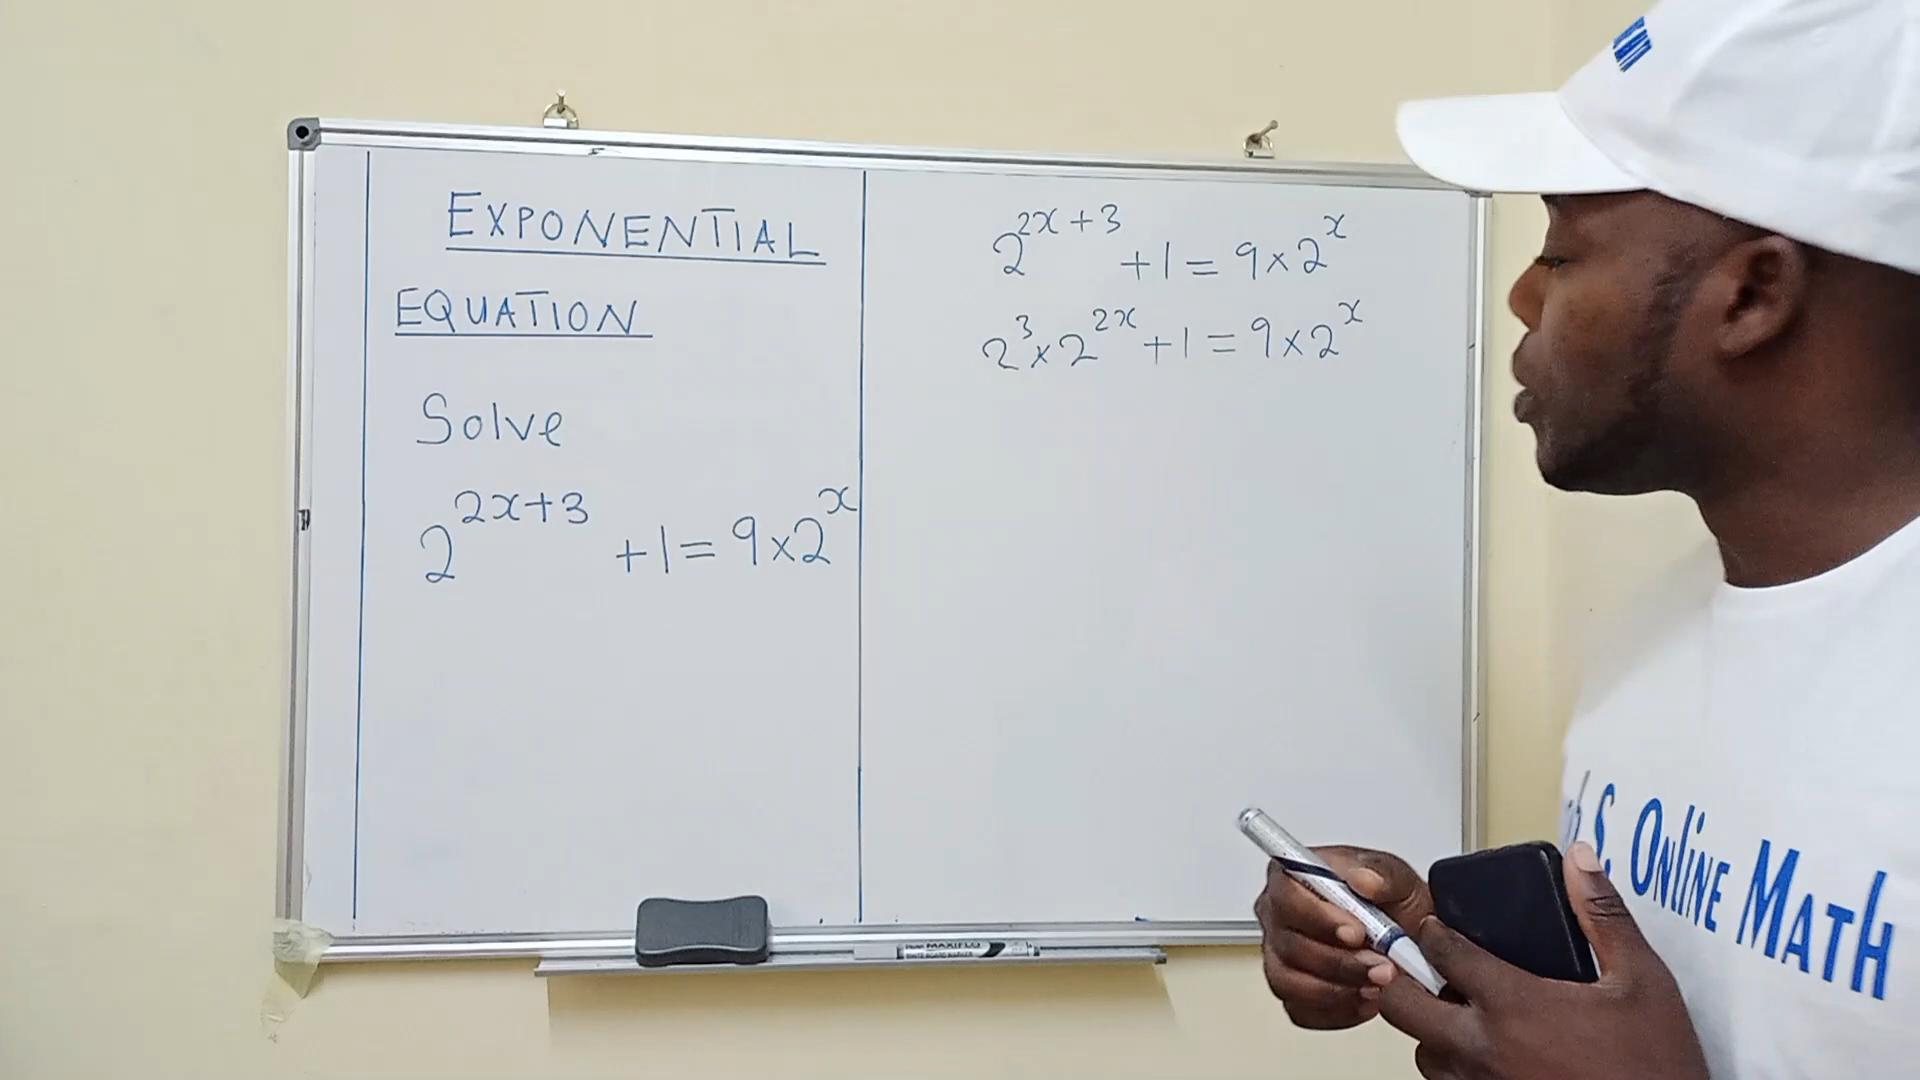 EXPONENTIAL
EQUATION
Solve
2^{2x+3} + 1 = 9 × 2^x
2^{2x+3} + 1 = 9 × 2^x
2^3 × 2^{2x} + 1 = 9 × 2^x
S. ONLINE MATH
MAXIFLO